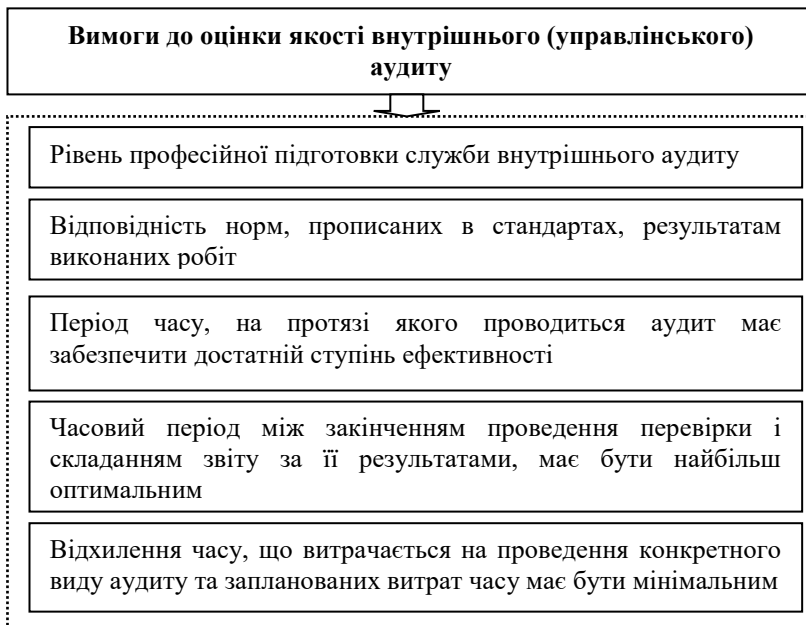 Вимоги до оцінки якості внутрішнього (управлінського)
аудиту
Рівень професійної підготовки служби внутрішнього аудиту
Відповідність норм, прописаних в стандартах, результатам
виконаних робіт
Період часу, на протязі якого проводиться аудит має
забезпечити достатній ступінь ефективності
Часовий період між закінченням проведення перевірки і
складанням звіту за її результатами, має бути найбільш
оптимальним
Відхилення часу, що витрачається на проведення конкретного
виду аудиту та запланованих витрат часу має бути мінімальним